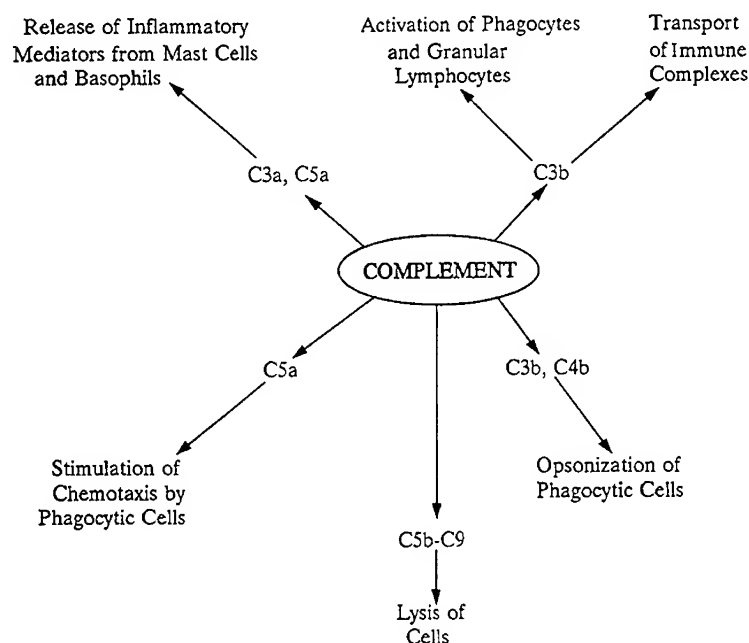 Release of Inflammatory
Mediators from Mast Cells
and Basophils
Activation of Phagocytes
and Granular
Lymphocytes
Transport
of Immune
Complexes
C3a, C5a
C3b
COMPLEMENT
C5a
C3b, C4b
Stimulation of
Chemotaxis by
Phagocytic Cells
Opsonization of
Phagocytic Cells
C5b-C9
Lysis of
Cells